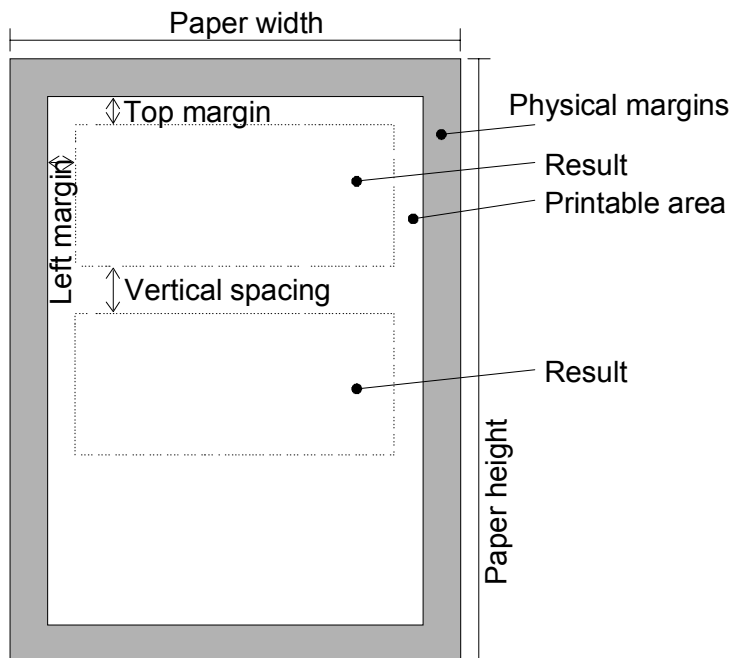 Paper width
Top margin
Physical margins
Result
Printable area
Left margin
Vertical spacing
Result
Paper height